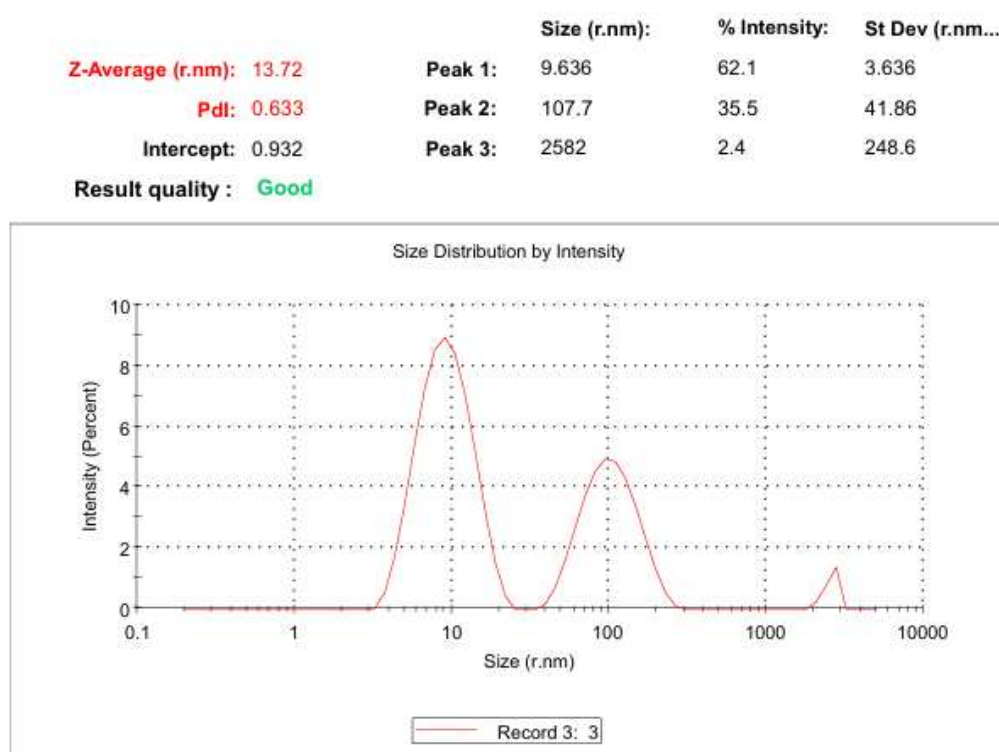 Size (r.nm): % Intensity: St Dev (r.nm...
Z-Average (r.nm): 13.72 Peak 1: 9.636 62.1 3.636
PdI: 0.633 Peak 2: 107.7 35.5 41.86
Intercept: 0.932 Peak 3: 2582 2.4 248.6
Result quality : Good
Size Distribution by Intensity
Intensity (Percent)
10
8
6
4
2
0
0.1 1 10 100 1000 10000
Size (r.nm)
Record 3: 3